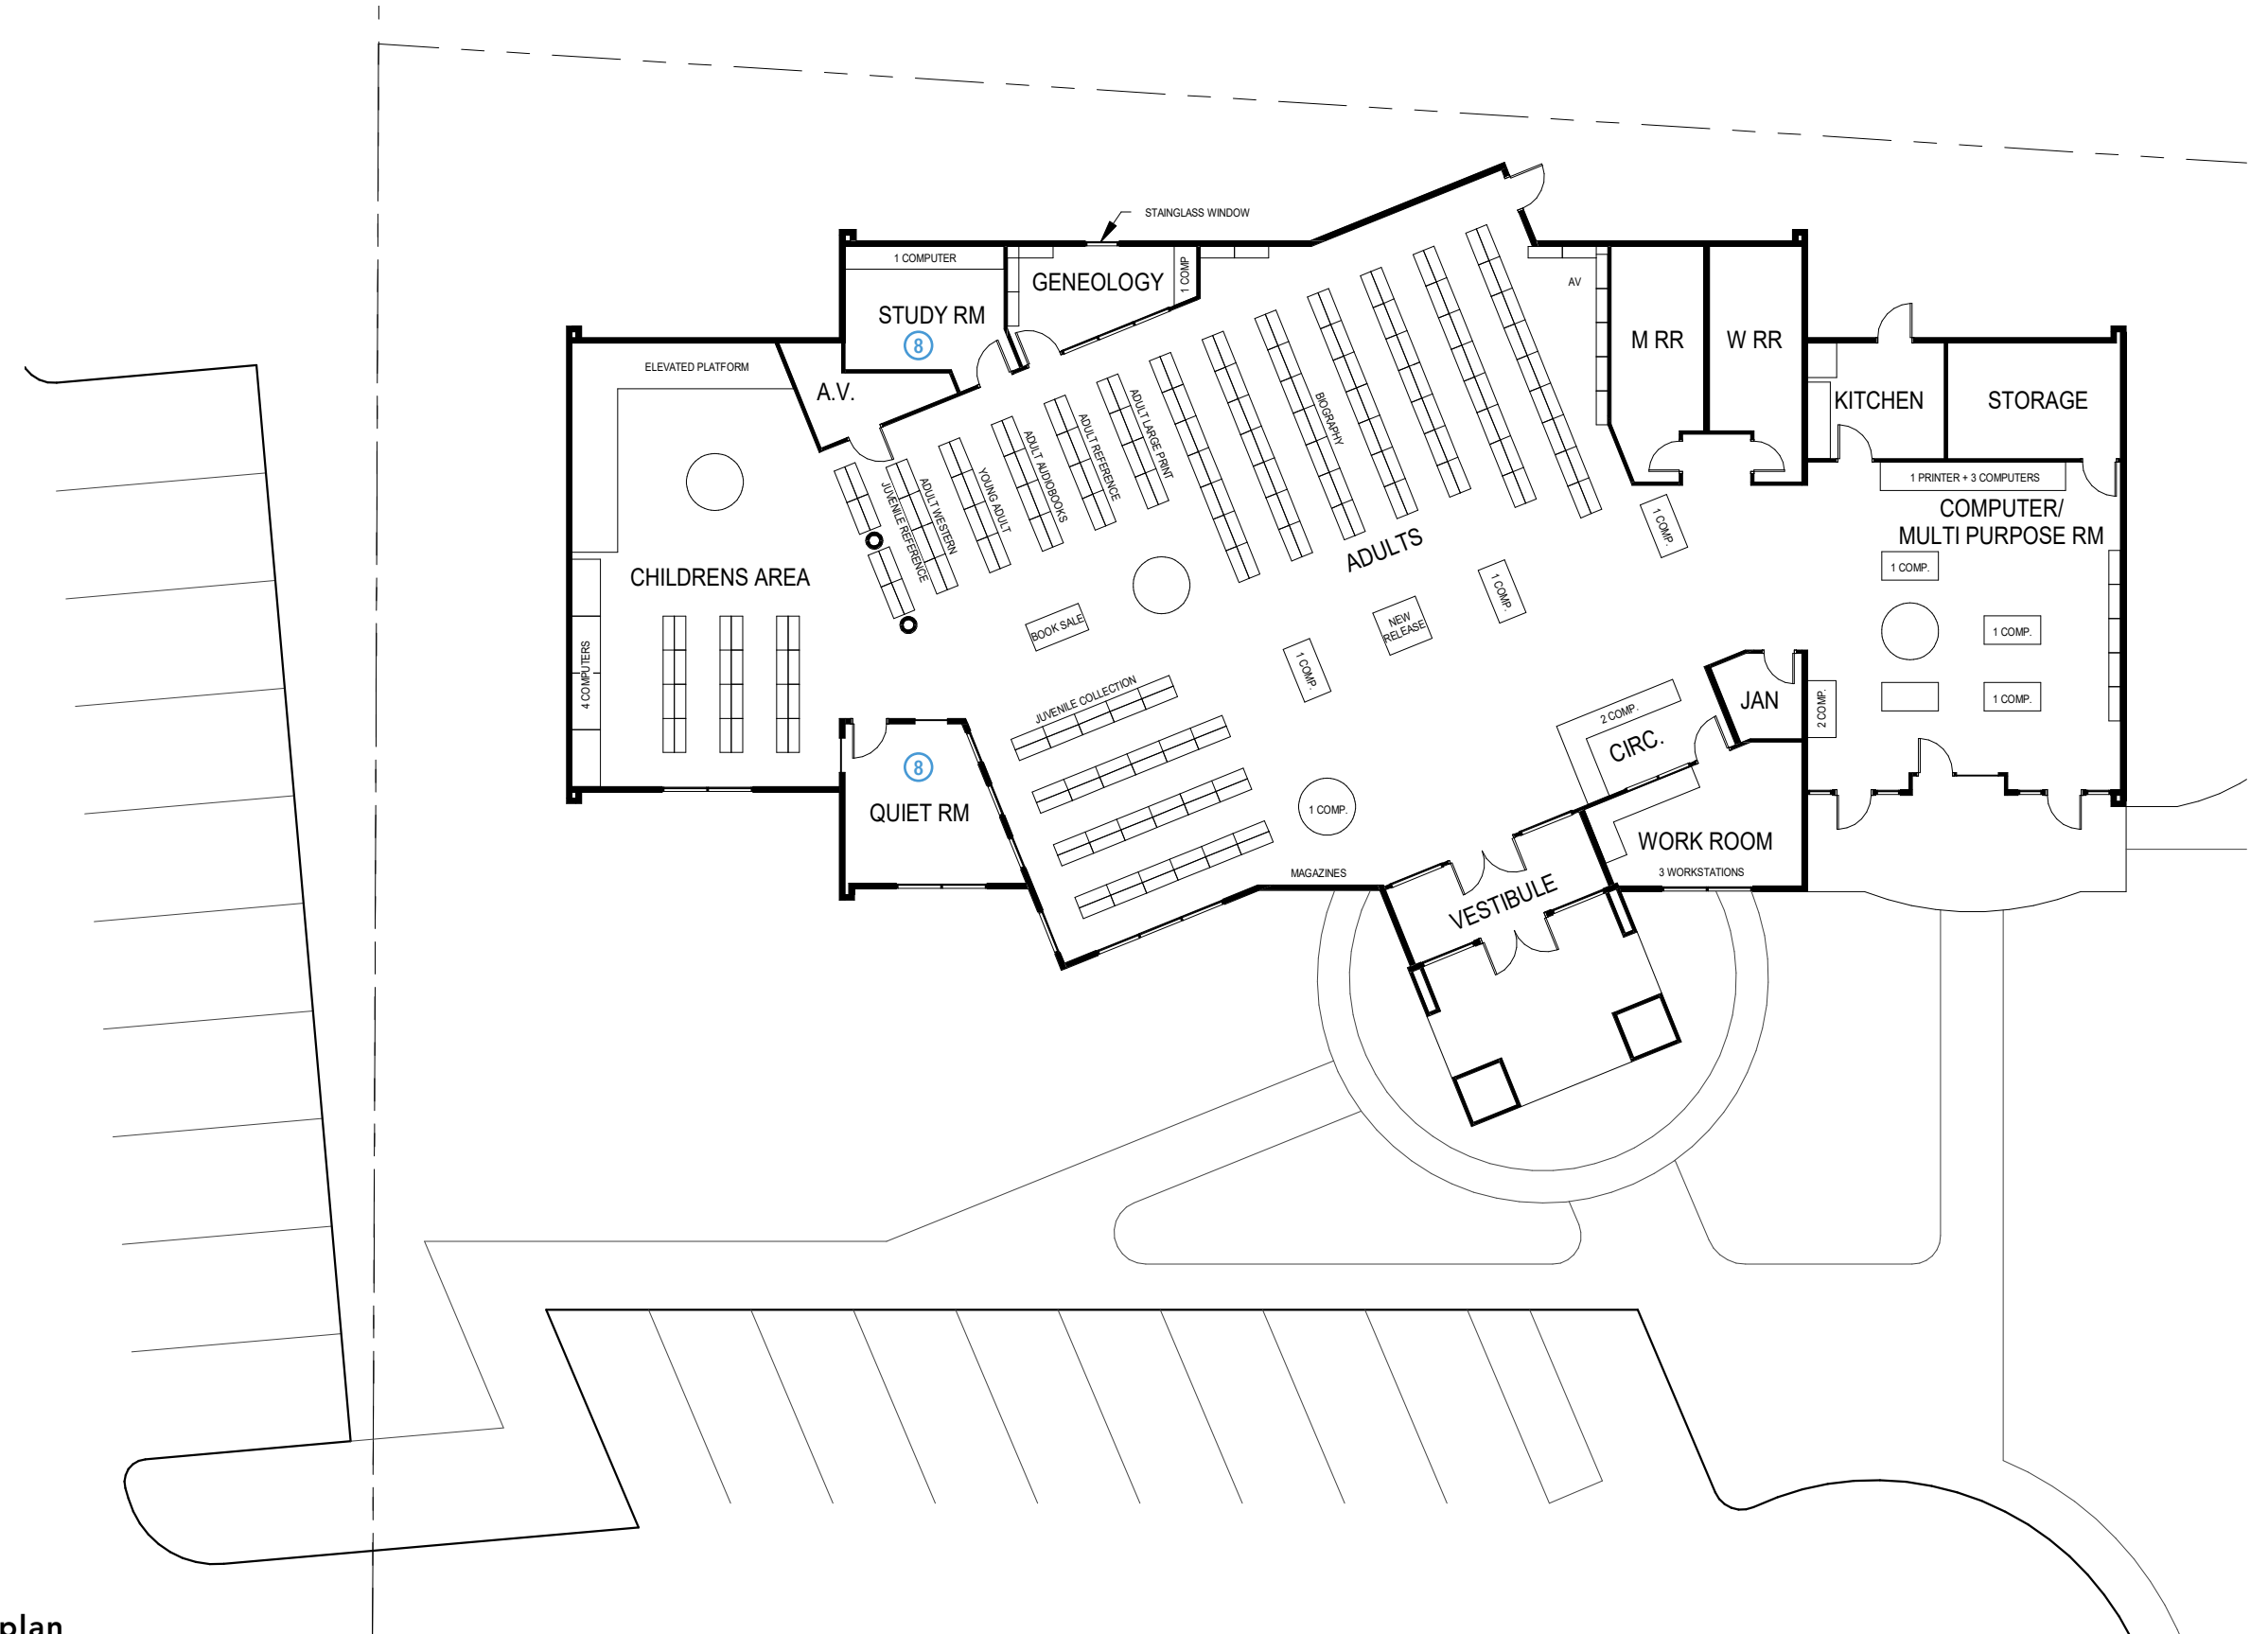 STAINGLASS WINDOW
1 COMPUTER
STUDY RM
8
GENEOLOGY
1 COMP
AV
M RR
W RR
KITCHEN
STORAGE
ELEVATED PLATFORM
A.V.
1 PRINTER + 3 COMPUTERS
COMPUTER/
MULTI PURPOSE RM
1 COMP.
1 COMP.
1 COMP.
2 COMP.
CHILDRENS AREA
4 COMPUTERS
JUVENILE REFERENCE
ADULT WESTERN
YOUNG ADULT
ADULT AUDIOBOOKS
ADULT REFERENCE
ADULT LARGE PRINT
BIOGRAPHY
ADULTS
1 COMP.
1 COMP.
NEW
RELEASE
BOOK SALE
1 COMP.
JUVENILE COLLECTION
JAN
2 COMP.
CIRC.
8
QUIET RM
1 COMP.
WORK ROOM
3 WORKSTATIONS
MAGAZINES
VESTIBULE
plan